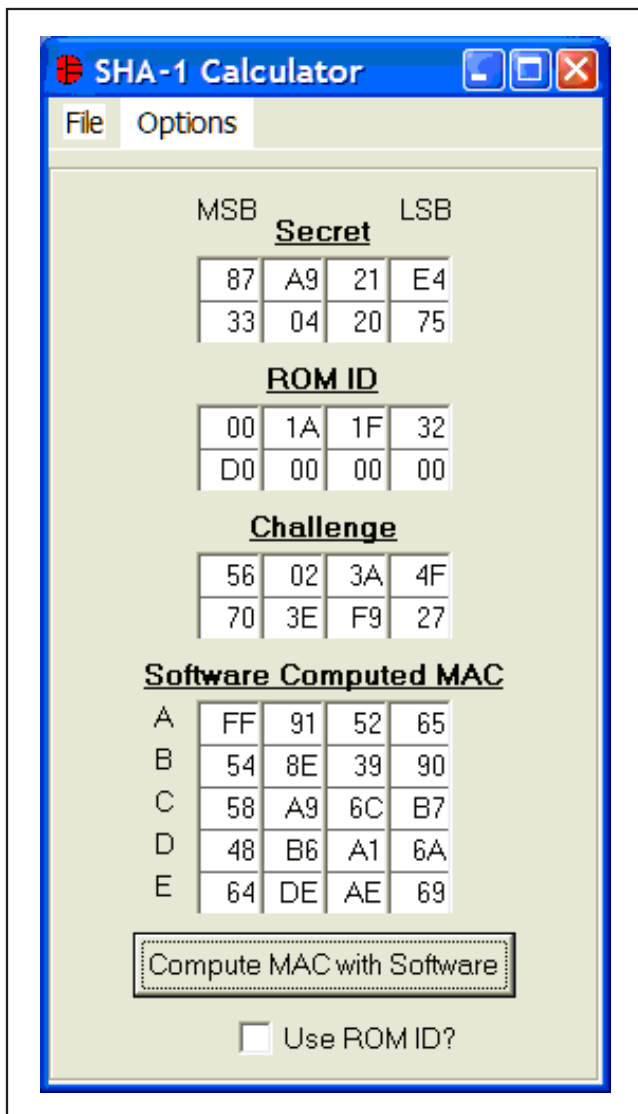 SHA-1 Calculator
File Options
MSB LSB
Secret
87 A9 21 E4
33 04 20 75
ROM ID
00 1A 1F 32
D0 00 00 00
Challenge
56 02 3A 4F
70 3E F9 27
Software Computed MAC
A FF 91 52 65
B 54 8E 39 90
C 58 A9 6C B7
D 48 B6 A1 6A
E 64 DE AE 69
Compute MAC with Software
Use ROM ID?